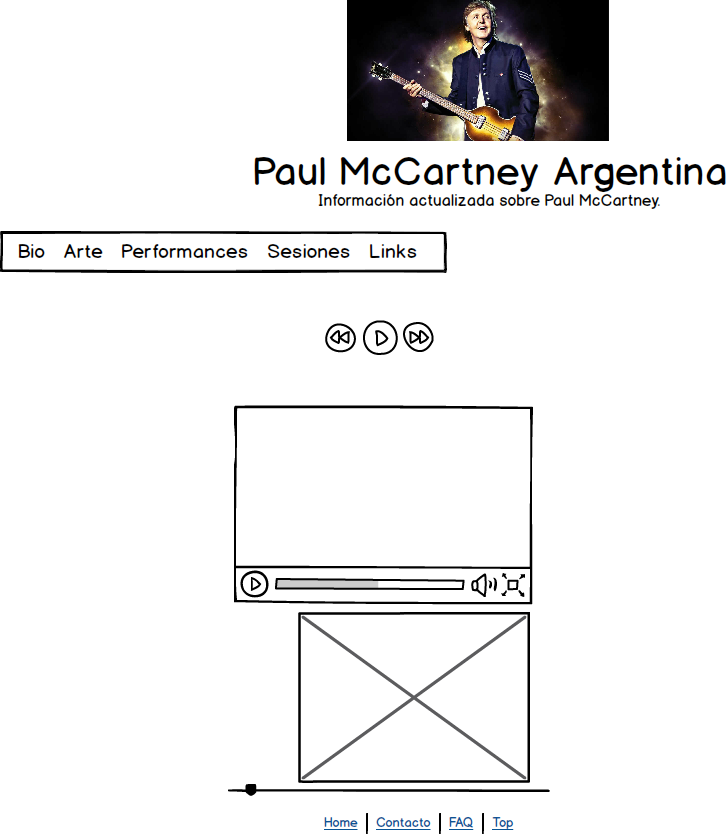 Paul McCartney Argentina
Información actualizada sobre Paul McCartney.
Bio Arte Performances Sesiones Links
Home Contacto FAQ Top